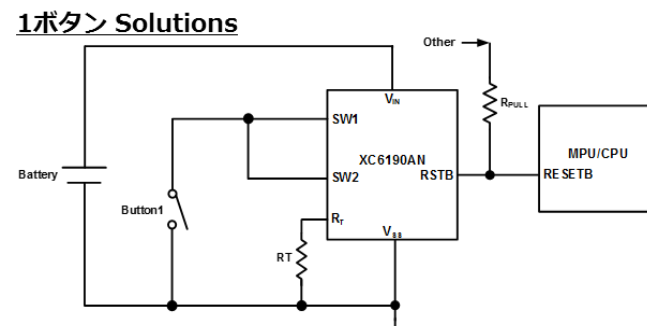 1ボタン Solutions
Other
VIN
RPULL
SW1
MPU/CPU
XC6190AN
Battery
SW2
RSTB
RESETB
Button1
RT
RT
VSS